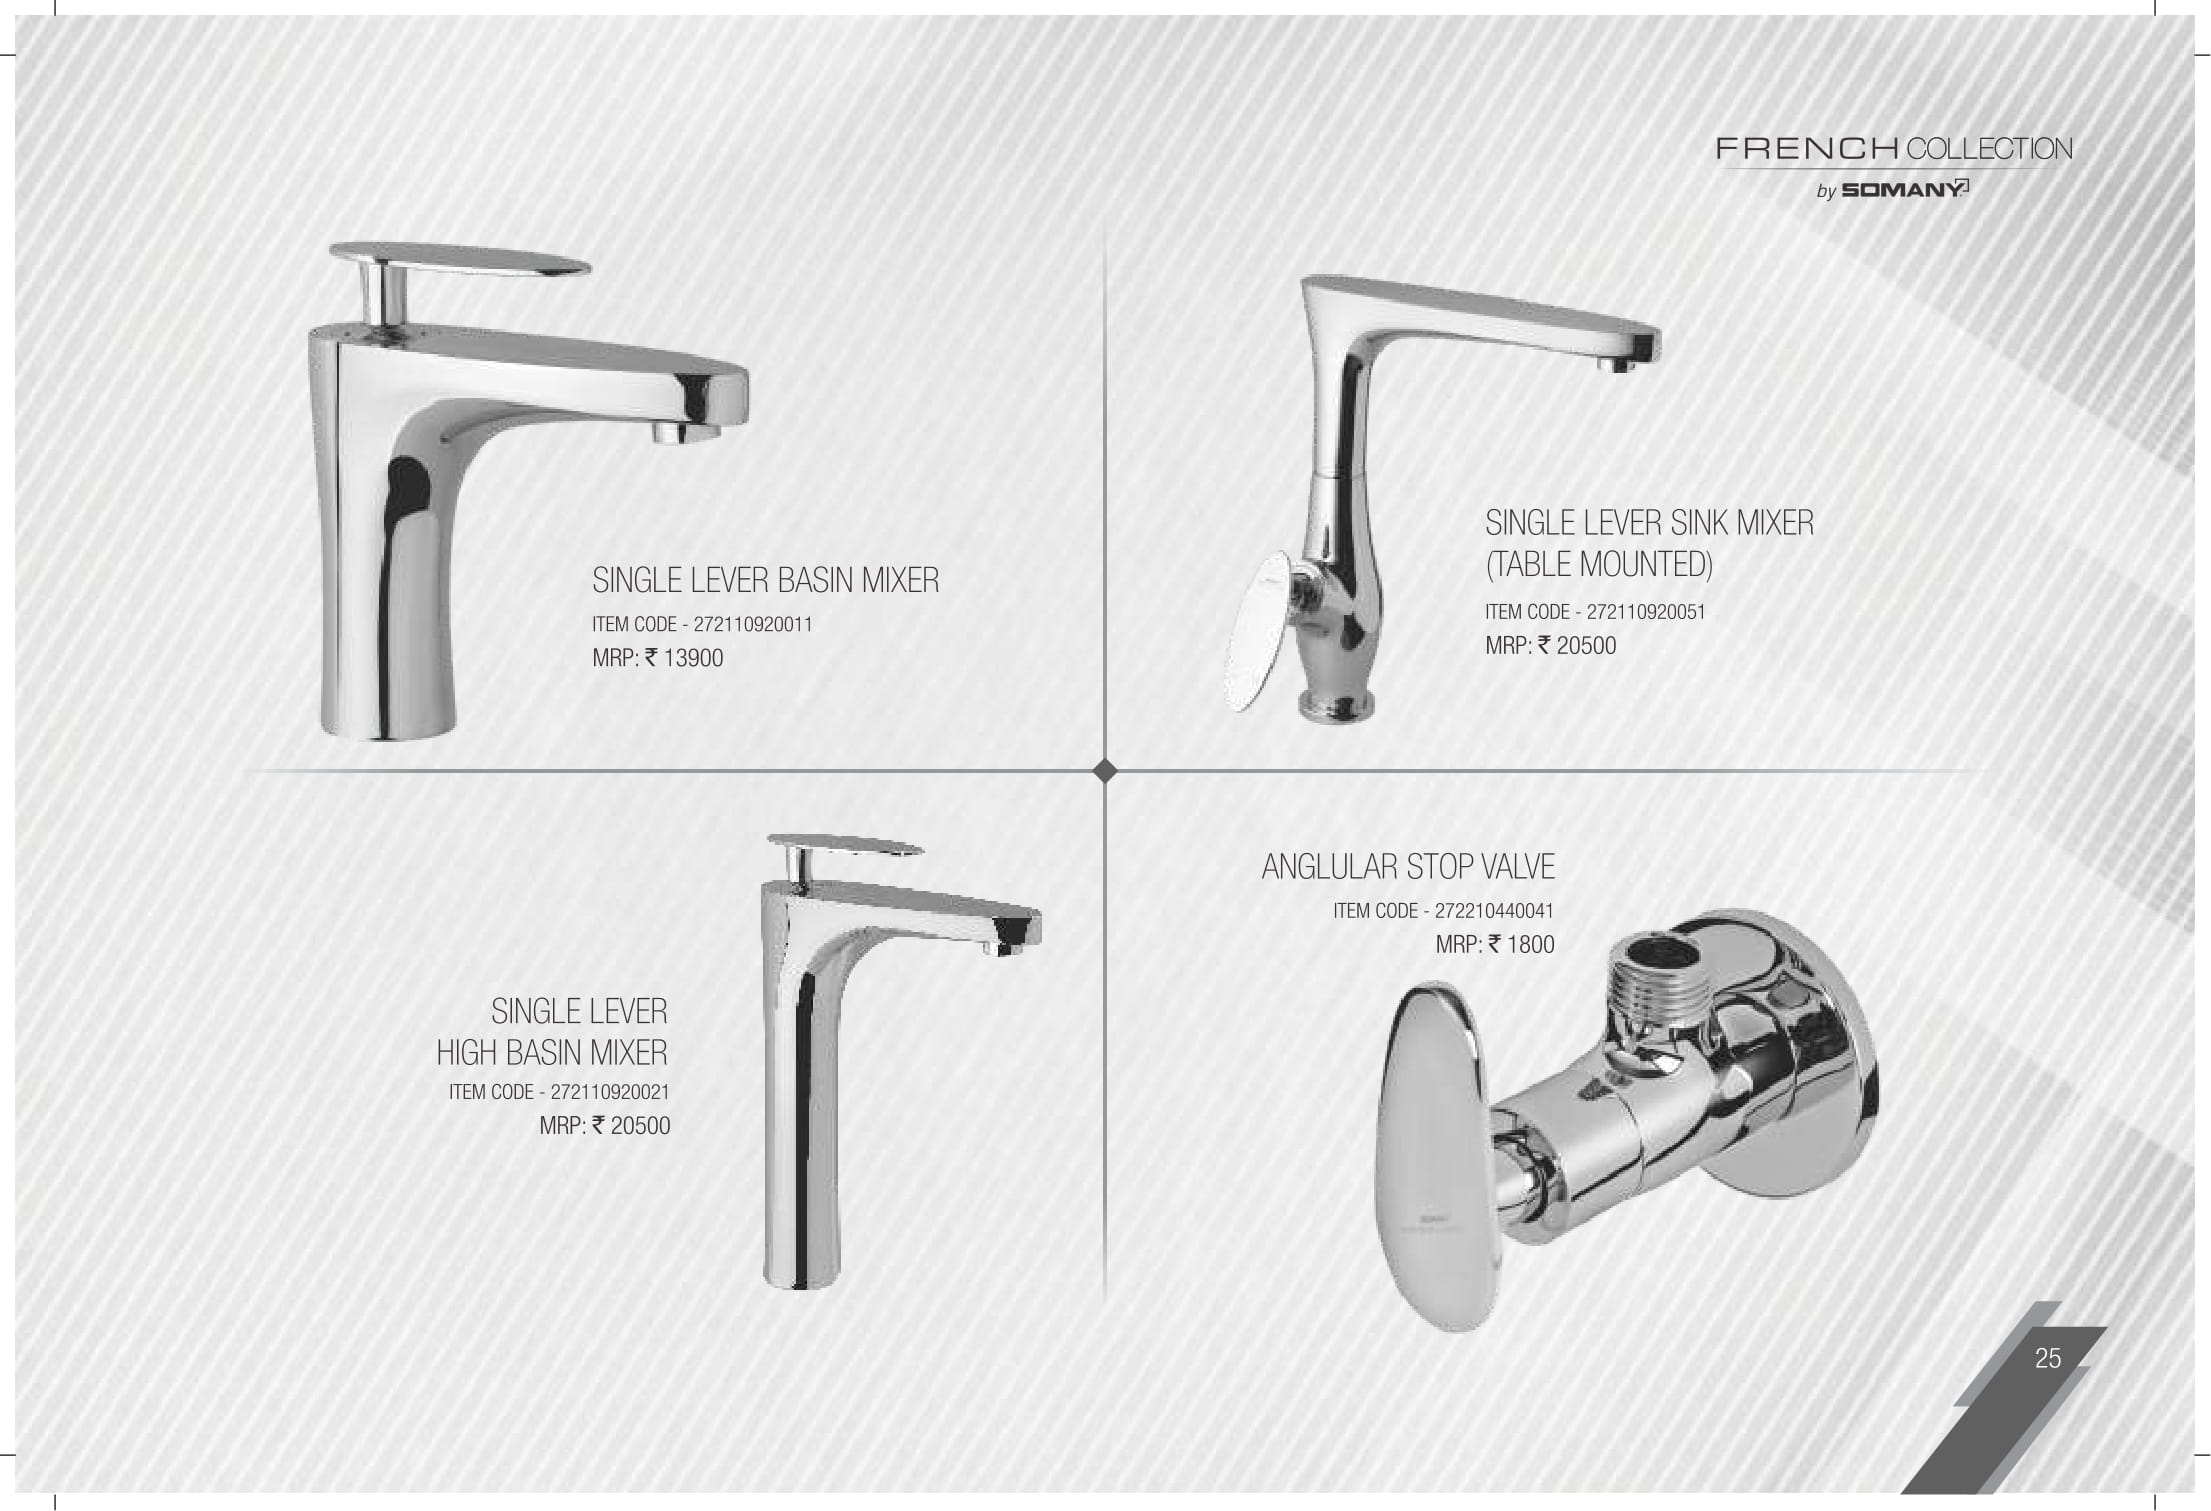 FRENCH COLLECTION
by SOMANY
SINGLE LEVER BASIN MIXER
ITEM CODE - 272110920011
MRP: ₹ 13900
SINGLE LEVER SINK MIXER
(TABLE MOUNTED)
ITEM CODE - 272110920051
MRP: ₹ 20500
SINGLE LEVER
HIGH BASIN MIXER
ITEM CODE - 272110920021
MRP: ₹ 20500
ANGLULAR STOP VALVE
ITEM CODE - 272210440041
MRP: ₹ 1800
SOMANY
25